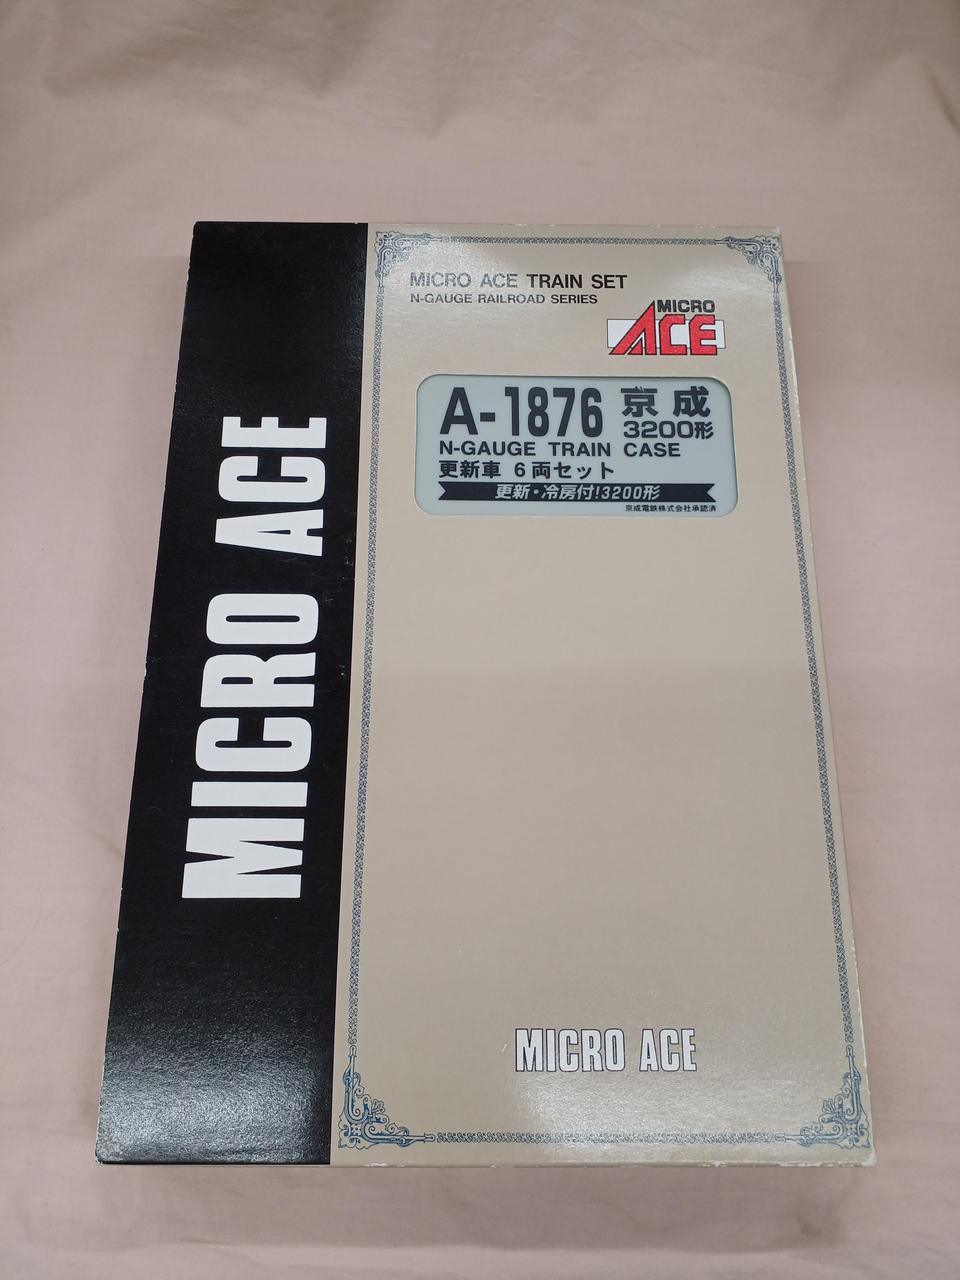 MICRO ACE
MICRO ACE TRAIN SET
N-GAUGE RAILROAD SERIES
MICRO
ACE
A-1876 京成
3200形
N-GAUGE TRAIN CASE
更新車 6両セット
更新・冷房付!3200形
京成電鉄株式会社承認済
MICRO ACE